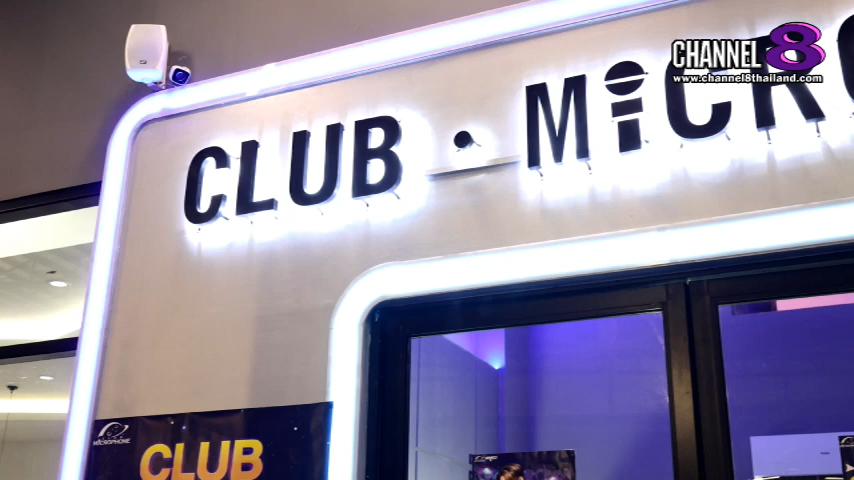 CHANNEL 8
www.channel8thailand.com
CLUB • MiCR
MICROPHONE
CLUB